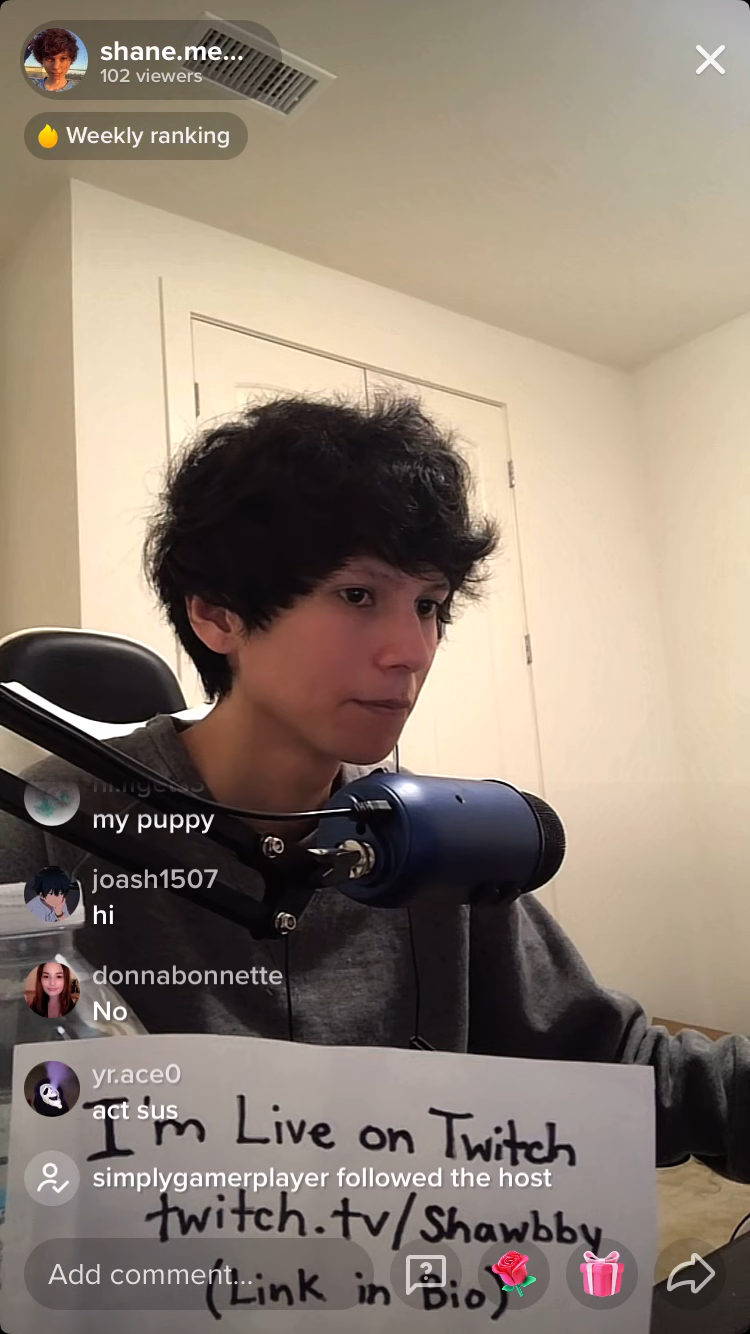 shane.me...
102 viewers
Weekly ranking
my puppy
joash1507
hi
donnabonnette
No
yr.ace0
act sus
I'm Live on Twitch
simplygamerplayer followed the host
twitch.tv/Shawbby
Add comment...
(Link in Bio)